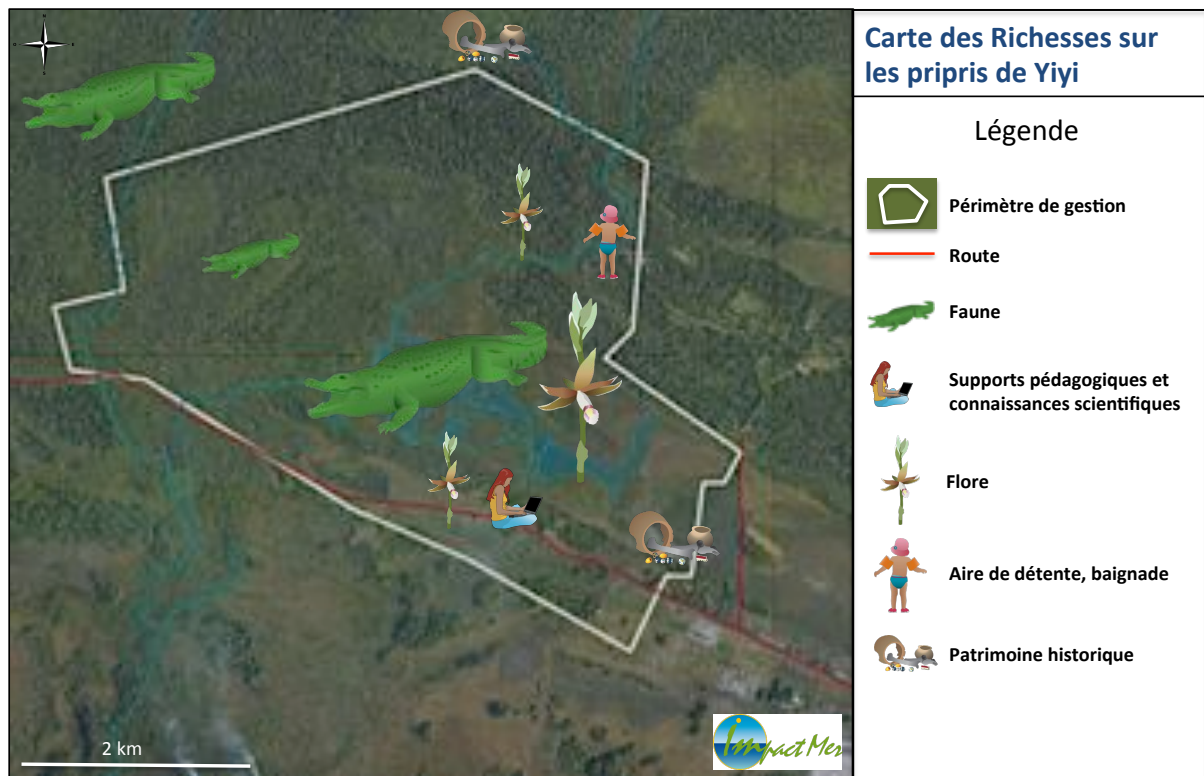 Carte des Richesses sur
les pripris de Yiyi
Légende
Périmètre de gestion
Route
Faune
Supports pédagogiques et
connaissances scientifiques
Flore
Aire de détente, baignade
Patrimoine historique
2 km
Impact Mer